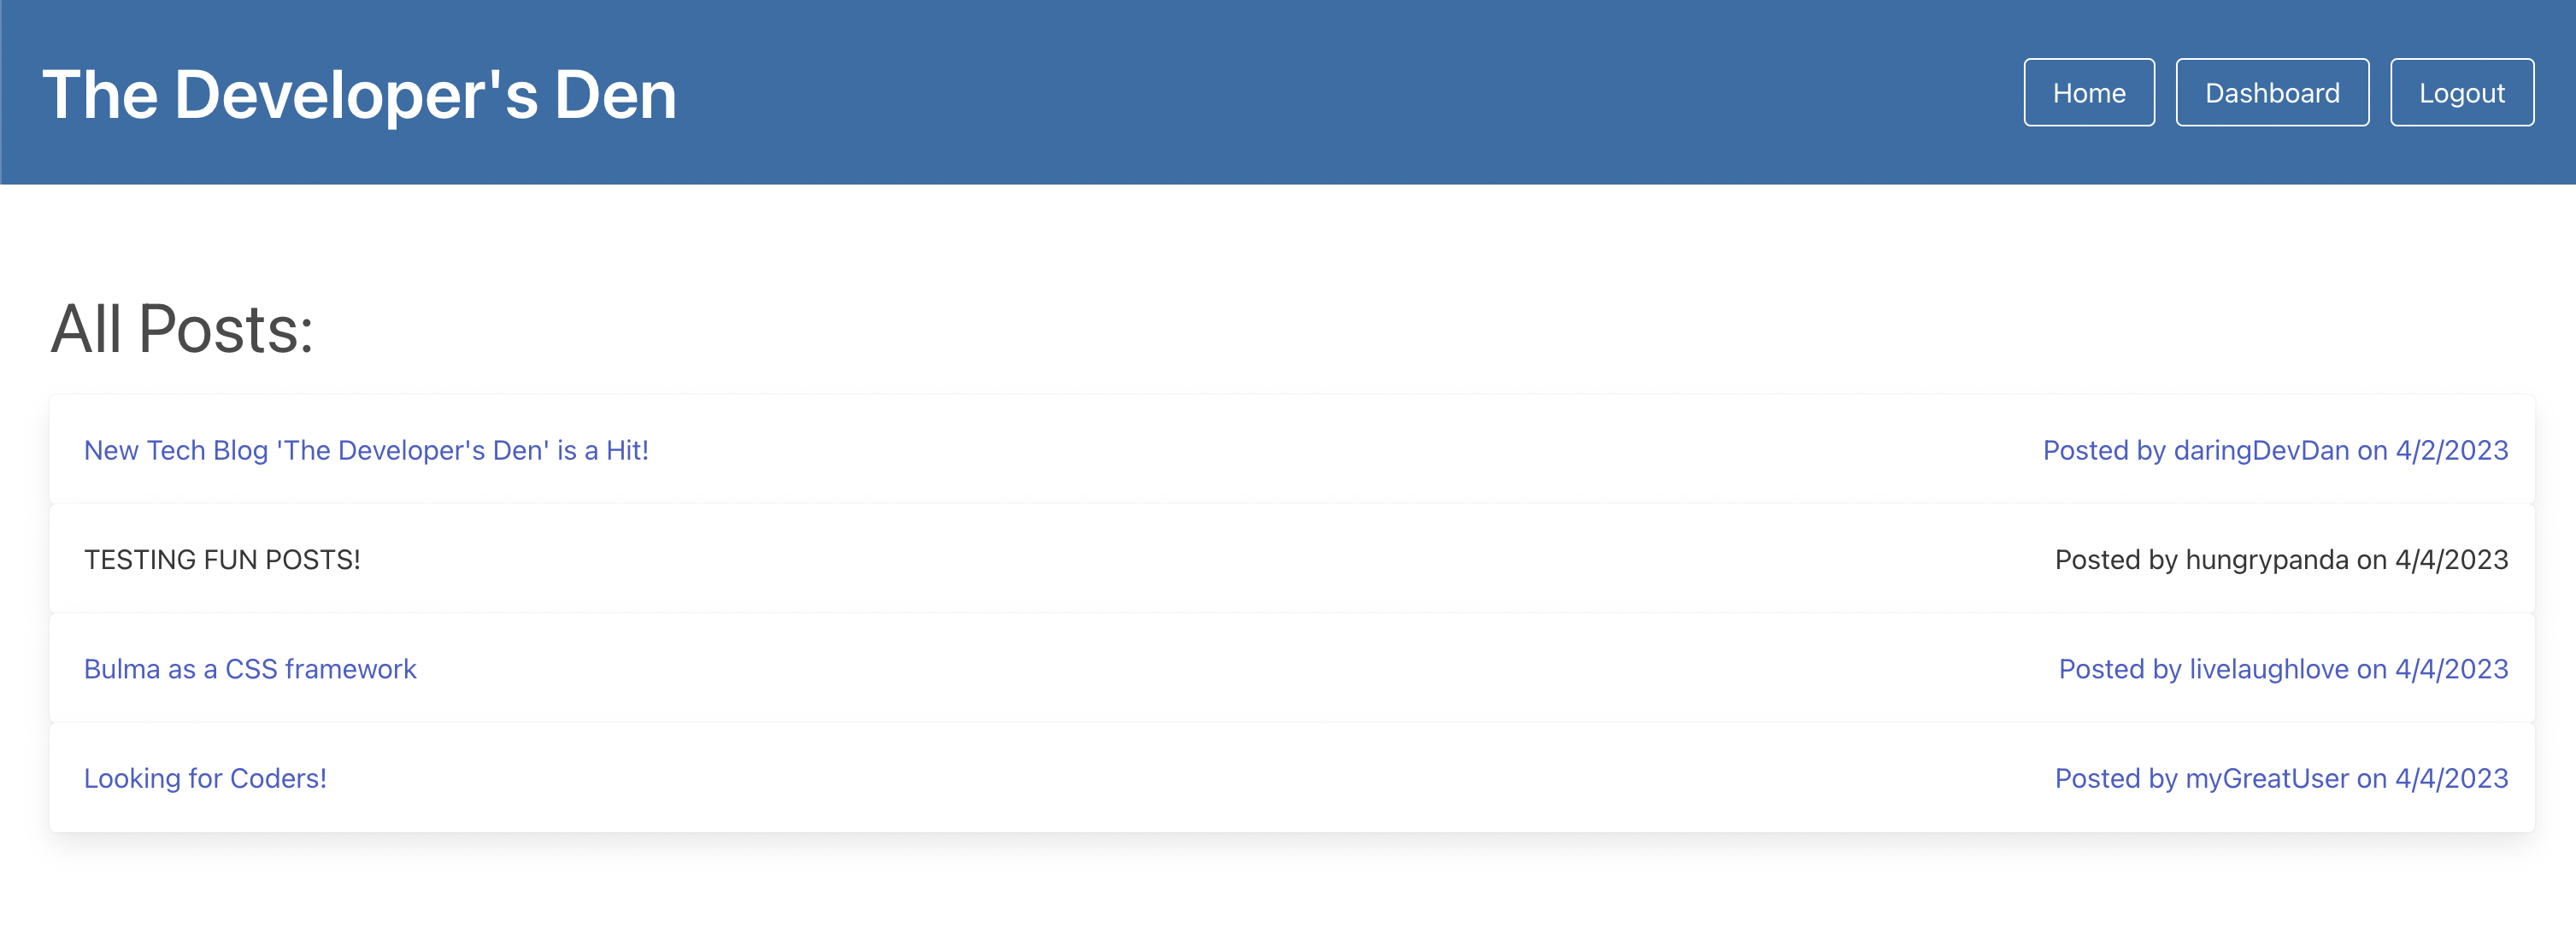 The Developer's Den
Home Dashboard Logout
All Posts:
New Tech Blog 'The Developer's Den' is a Hit! Posted by daringDevDan on 4/2/2023
TESTING FUN POSTS! Posted by hungrypanda on 4/4/2023
Bulma as a CSS framework Posted by livelaughlove on 4/4/2023
Looking for Coders! Posted by myGreatUser on 4/4/2023